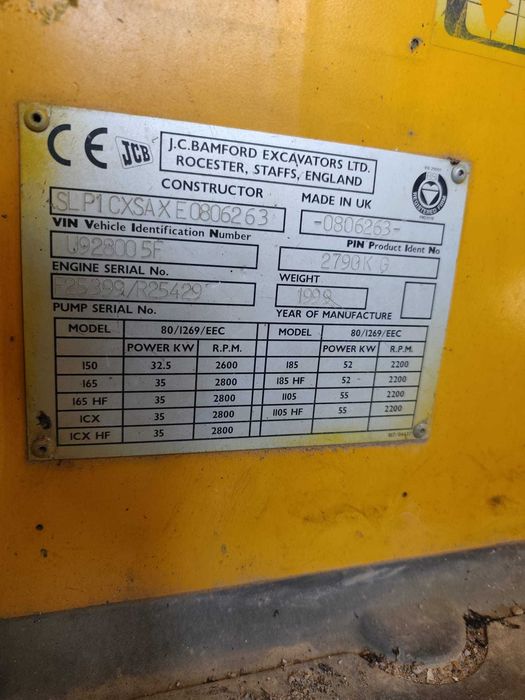 CE JCB J.C.BAMFORD EXCAVATORS LTD.
ROCESTER, STAFFS, ENGLAND
CONSTRUCTOR MADE IN UK
SLP1CXSAXE0806263 -0806263-
VIN Vehicle Identification Number PIN Product Ident No
U928005F 2790KG
ENGINE SERIAL No. WEIGHT
25399/R25429 1998
PUMP SERIAL No. YEAR OF MANUFACTURE
MODEL 80/1269/EEC MODEL 80/1269/EEC
POWER KW R.P.M. POWER KW R.P.M.
150 32.5 2600 185 52 2200
165 35 2800 185 HF 52 2200
165 HF 35 2800 1105 55 2200
1CX 35 2800 1105 HF 55 2200
1CX HF 35 2800